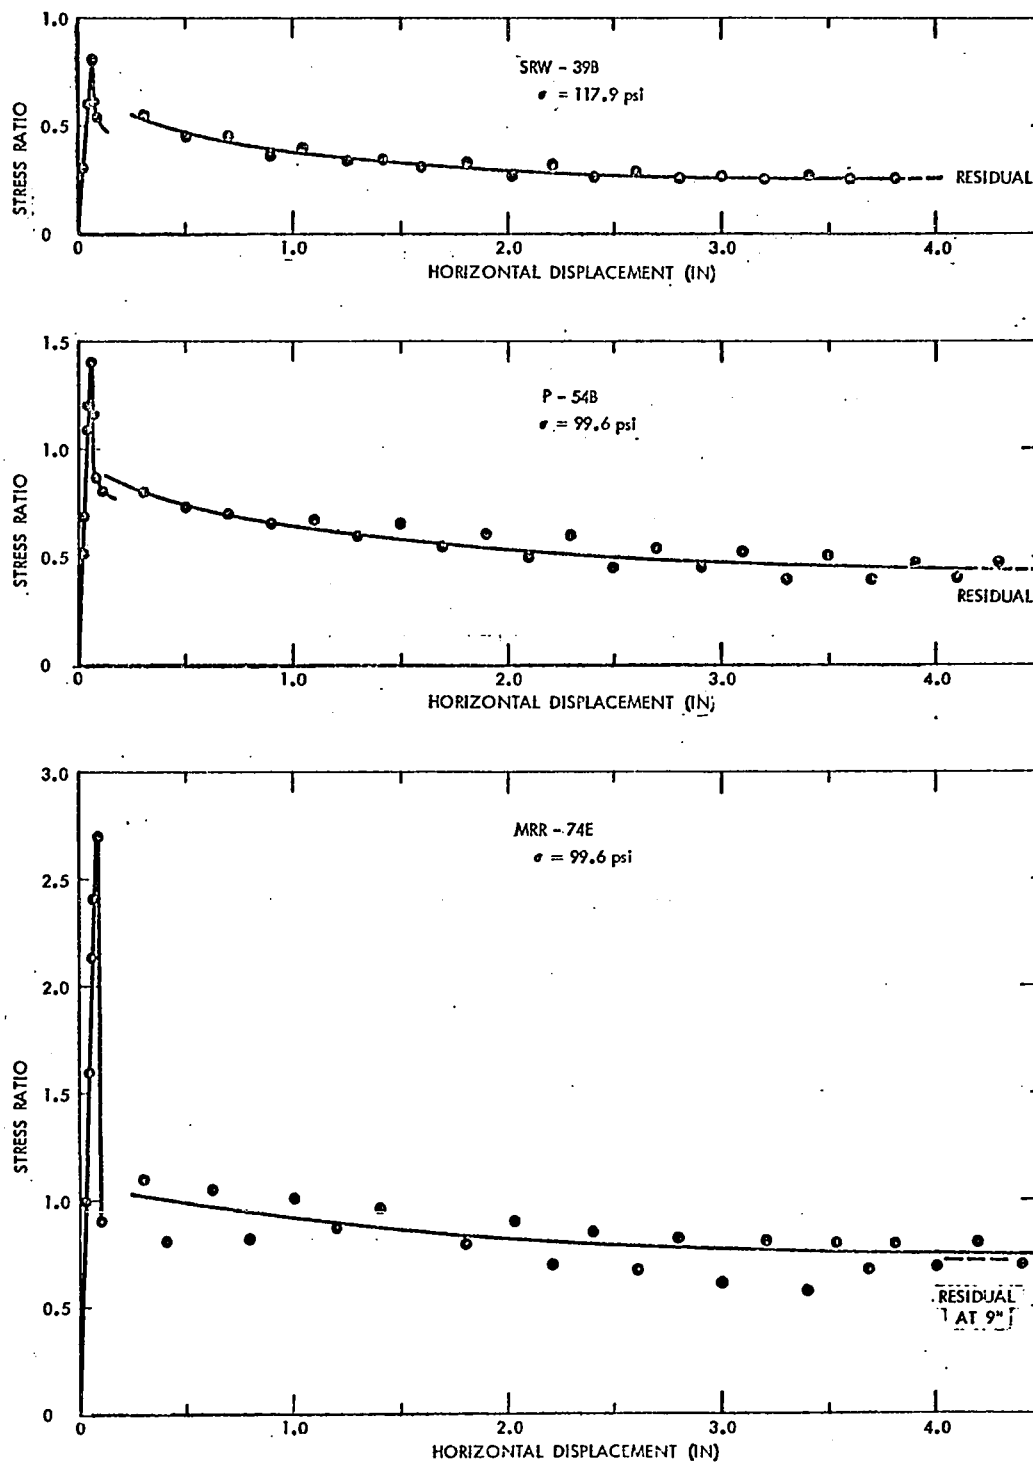 1.0
SRW - 39B
σ = 117.9 psi
STRESS RATIO
0.5
RESIDUAL
0
0 1.0 2.0 3.0 4.0
HORIZONTAL DISPLACEMENT (IN)
1.5
P - 54B
σ = 99.6 psi
1.0
STRESS RATIO
0.5
RESIDUAL
0
0 1.0 2.0 3.0 4.0
HORIZONTAL DISPLACEMENT (IN)
3.0
MRR - 74E
σ = 99.6 psi
2.5
2.0
1.5
STRESS RATIO
1.0
0.5
RESIDUAL
AT 9"
0
0 1.0 2.0 3.0 4.0
HORIZONTAL DISPLACEMENT (IN)